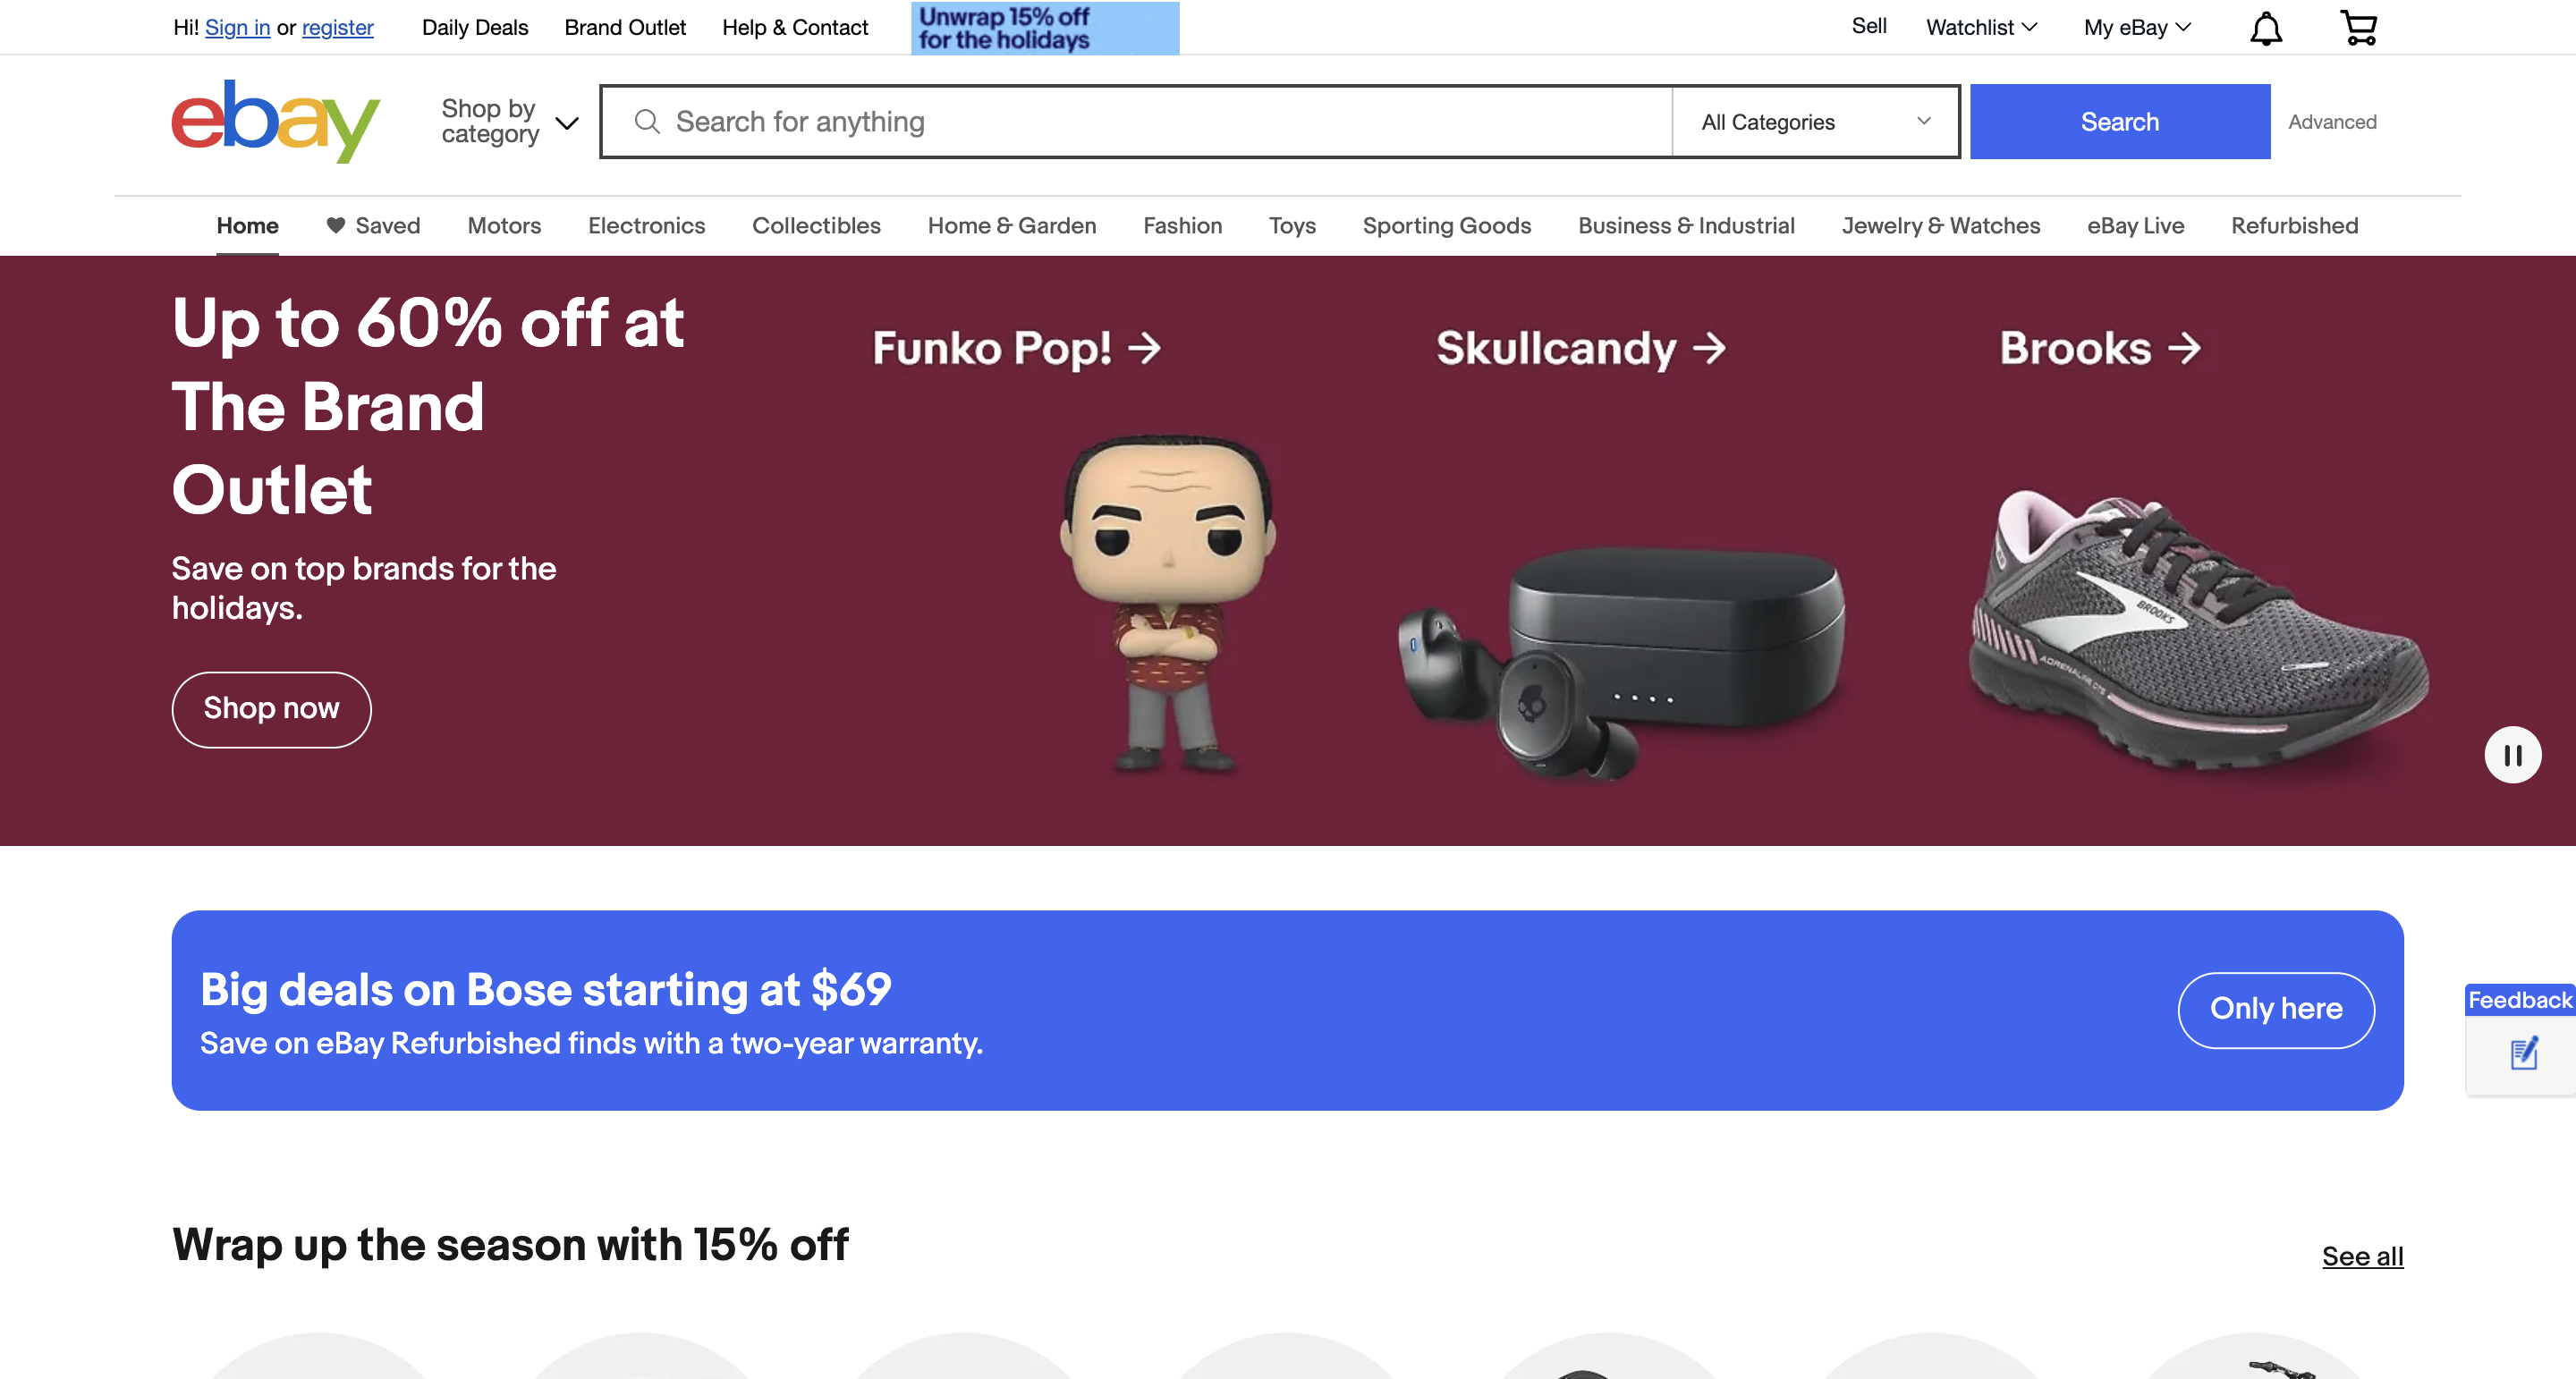 Hi! Sign in or register
Daily Deals
Brand Outlet
Help & Contact
Unwrap 15% off
for the holidays
Sell
Watchlist
My eBay
ebay
Shop by
category
Search for anything
All Categories
Search
Advanced
Home
Saved
Motors
Electronics
Collectibles
Home & Garden
Fashion
Toys
Sporting Goods
Business & Industrial
Jewelry & Watches
eBay Live
Refurbished
Up to 60% off at
The Brand
Outlet
Save on top brands for the
holidays.
Shop now
Funko Pop! →
Skullcandy →
Brooks →
BROOKS
ADRENALINE GTS
Big deals on Bose starting at $69
Save on eBay Refurbished finds with a two-year warranty.
Only here
Feedback
Wrap up the season with 15% off
See all